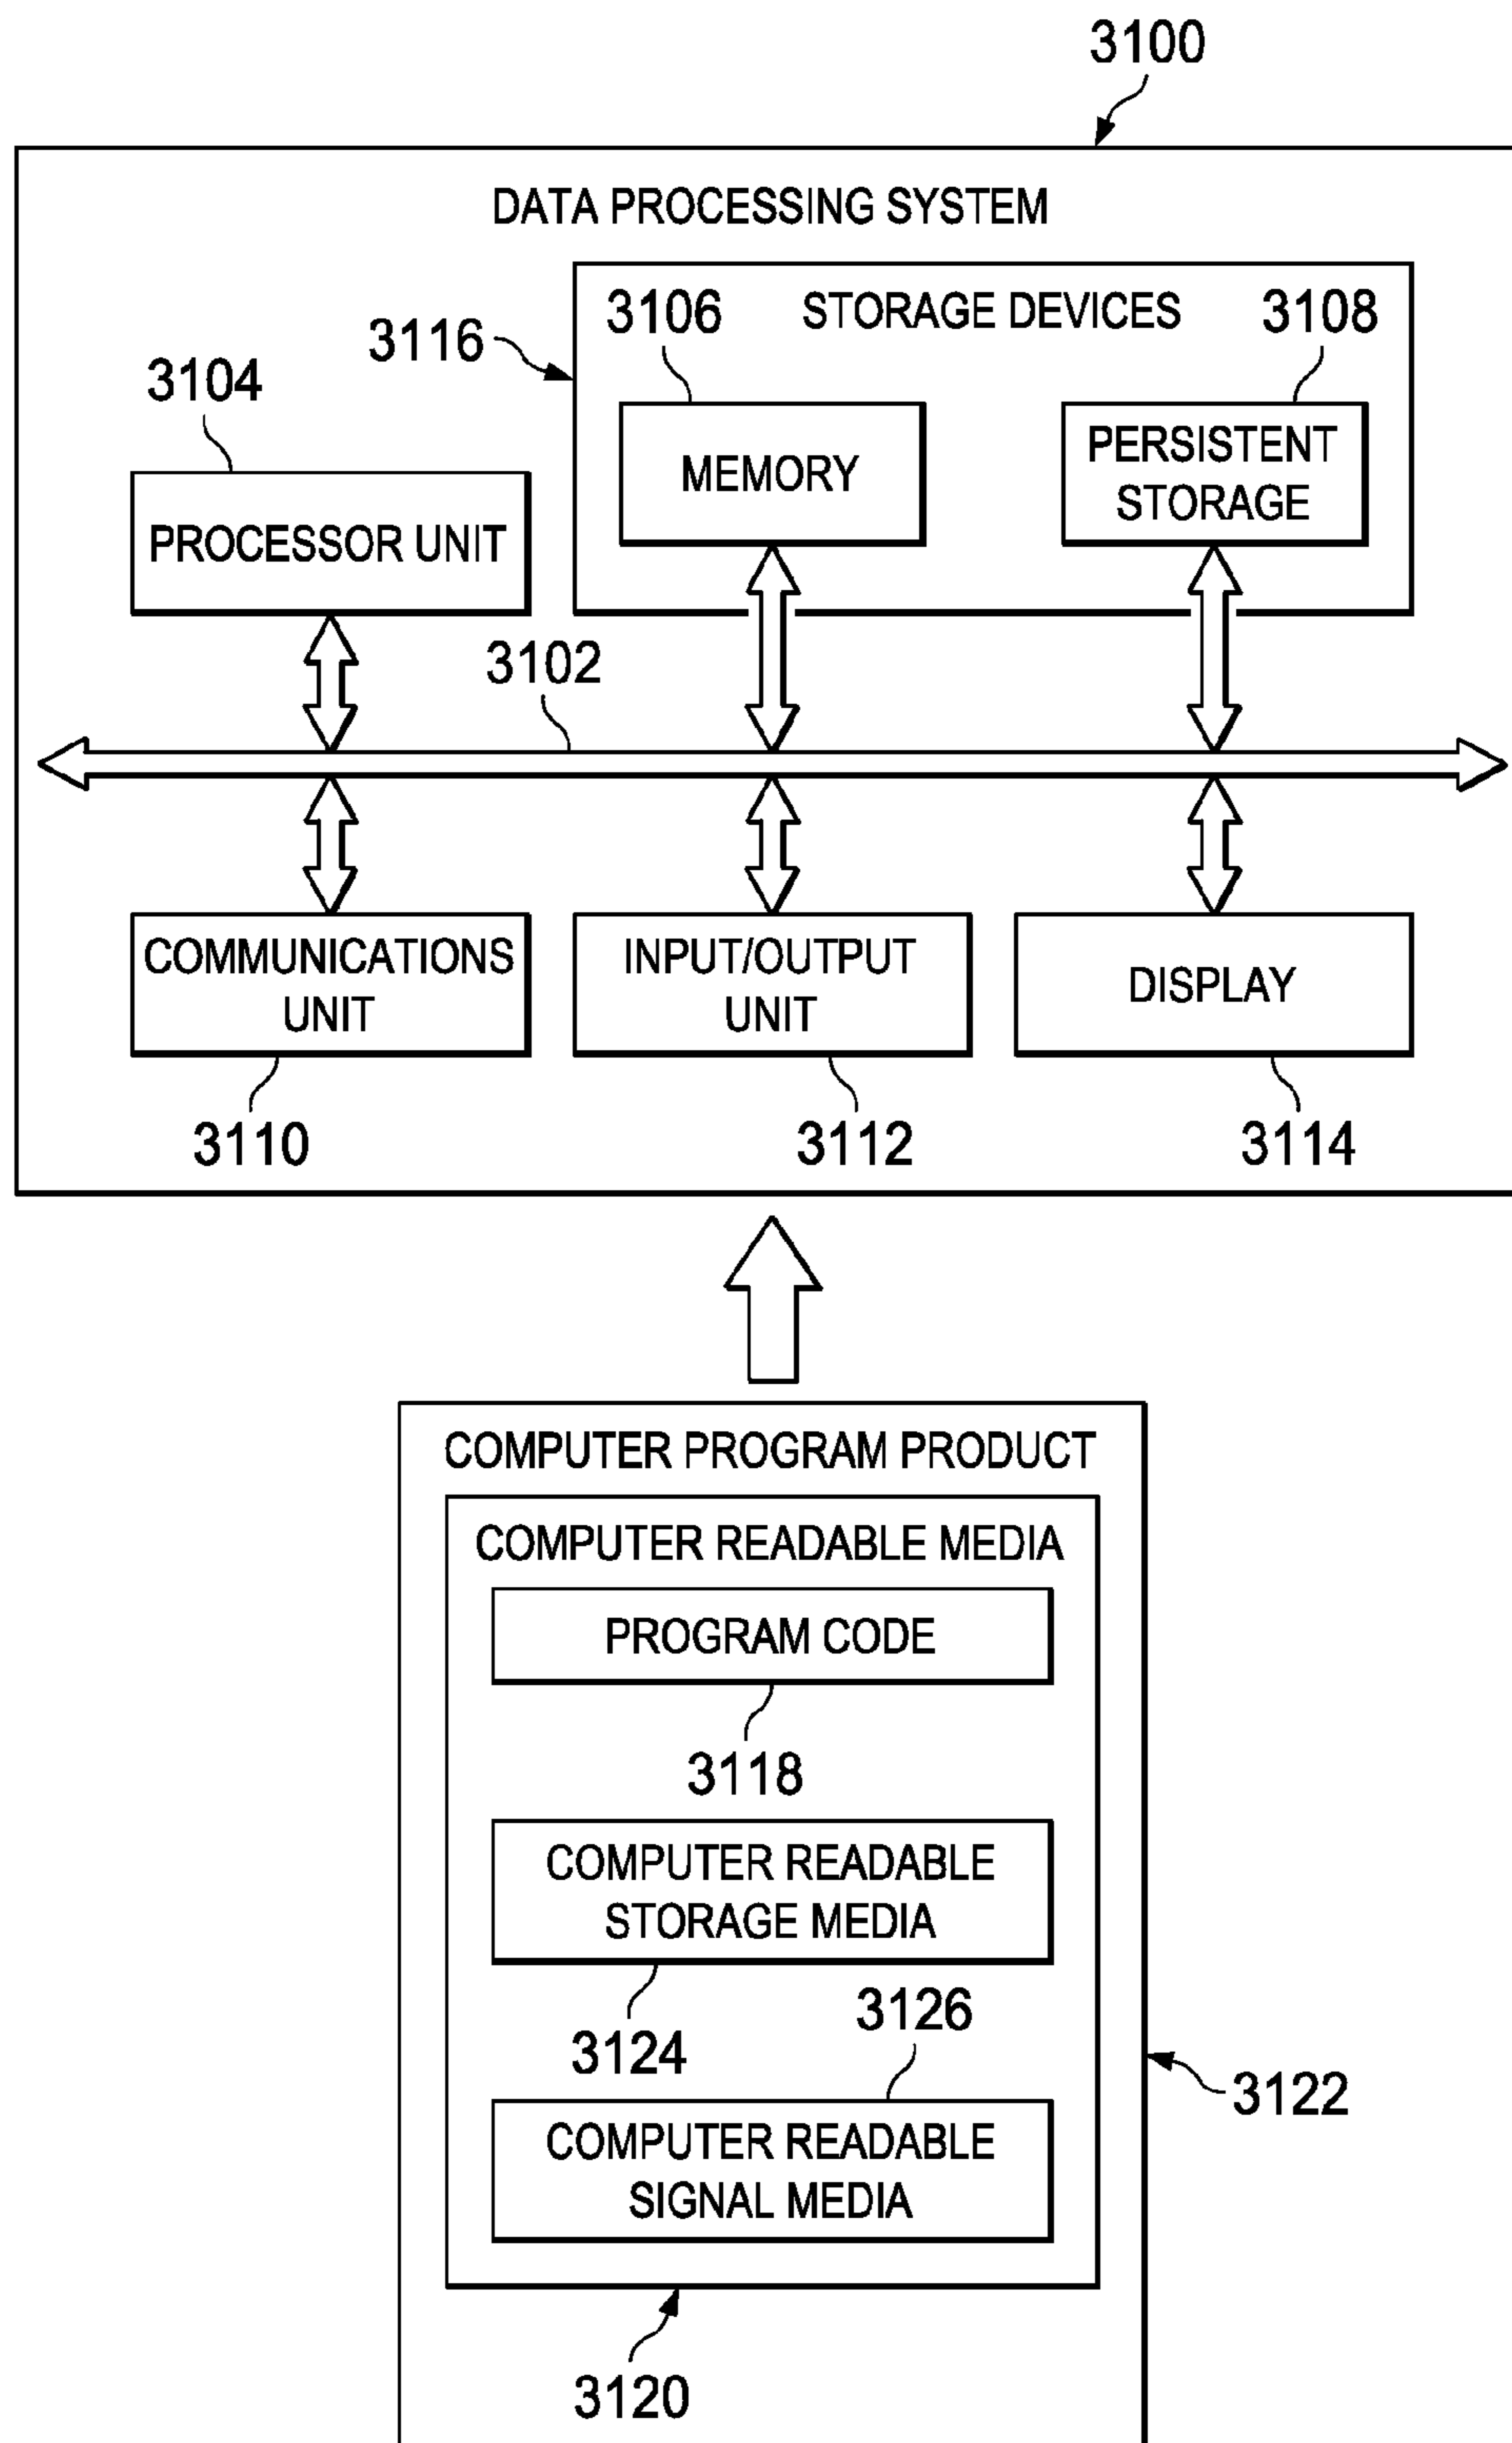 3100
DATA PROCESSING SYSTEM
3106
STORAGE DEVICES
3108
3116
3104
MEMORY
PERSISTENT
STORAGE
PROCESSOR UNIT
3102
COMMUNICATIONS
UNIT
INPUT/OUTPUT
UNIT
DISPLAY
3110
3112
3114
COMPUTER PROGRAM PRODUCT
COMPUTER READABLE MEDIA
PROGRAM CODE
3118
COMPUTER READABLE
STORAGE MEDIA
3124
3126
COMPUTER READABLE
SIGNAL MEDIA
3122
3120